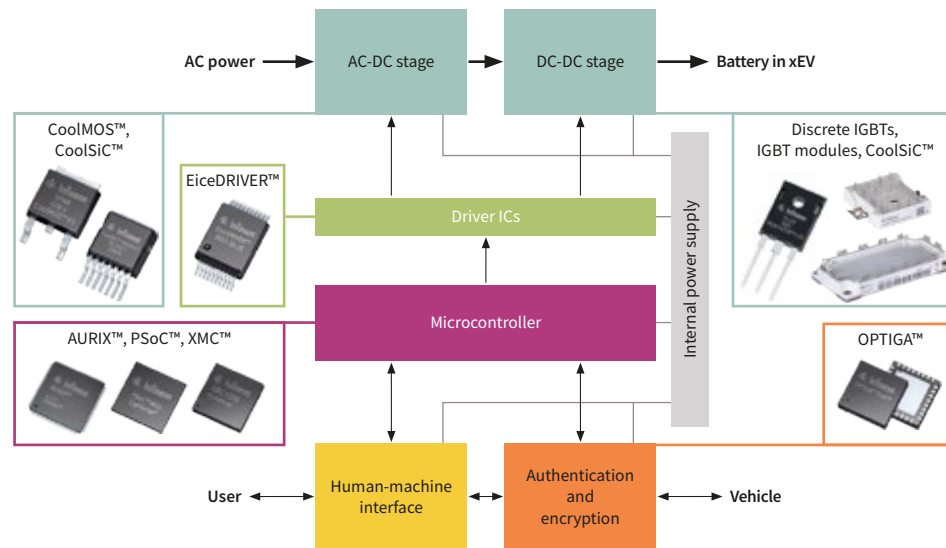 AC power
AC-DC stage
DC-DC stage
Battery in xEV
CoolMOS™,
CoolSiC™
EiceDRIVER™
Discrete IGBTs,
IGBT modules, CoolSiC™
Driver ICs
Internal power supply
Microcontroller
AURIX™, PSoC™, XMC™
OPTIGA™
User
Human-machine
interface
Authentication
and
encryption
Vehicle